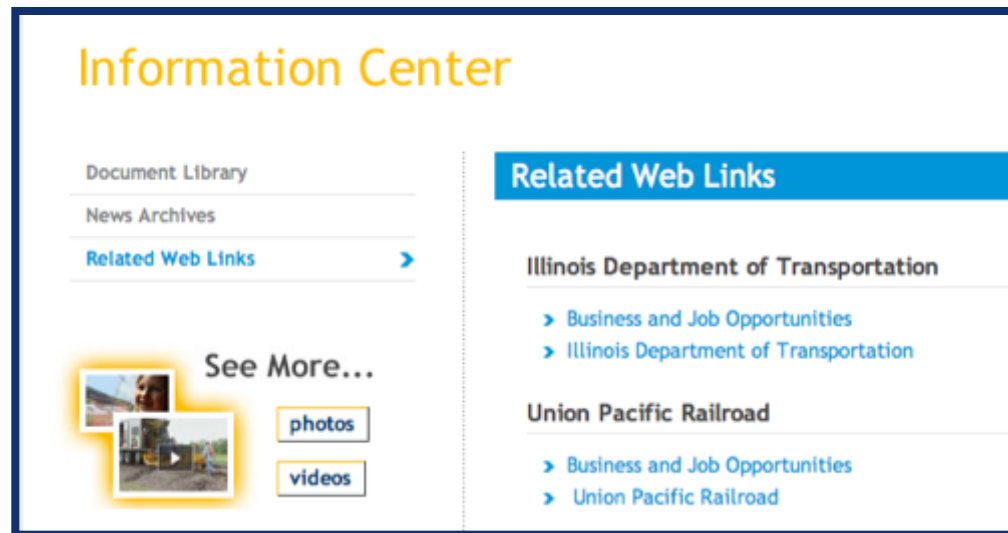 Information Center
Document Library
News Archives
Related Web Links
See More...
photos
videos
Related Web Links
Illinois Department of Transportation
Business and Job Opportunities
Illinois Department of Transportation
Union Pacific Railroad
Business and Job Opportunities
Union Pacific Railroad